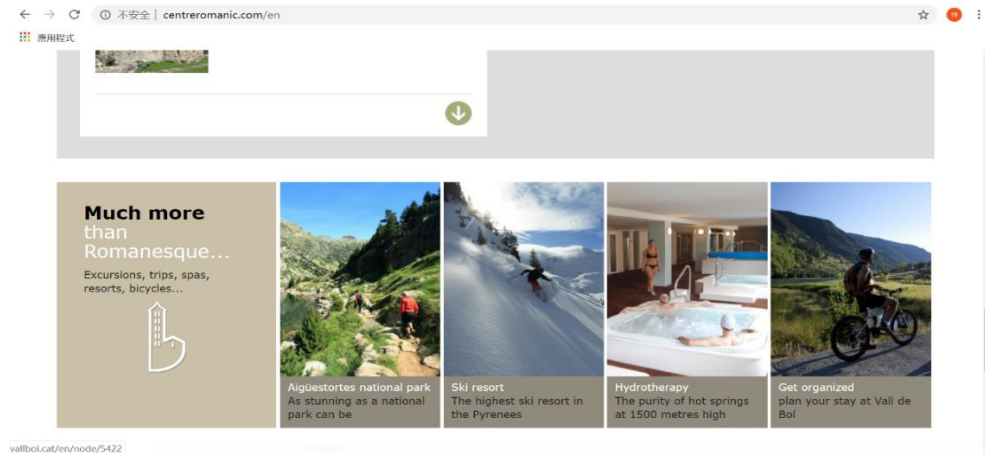 不安全 | centreromanic.com/en
應用程式
Much more
than
Romanesque...
Excursions, trips, spas,
resorts, bicycles...
Aigüestortes national park
As stunning as a national
park can be
Ski resort
The highest ski resort in
the Pyrenees
Hydrotherapy
The purity of hot springs
at 1500 metres high
Get organized
plan your stay at Vall de
Boí
vallboi.cat/en/node/5422